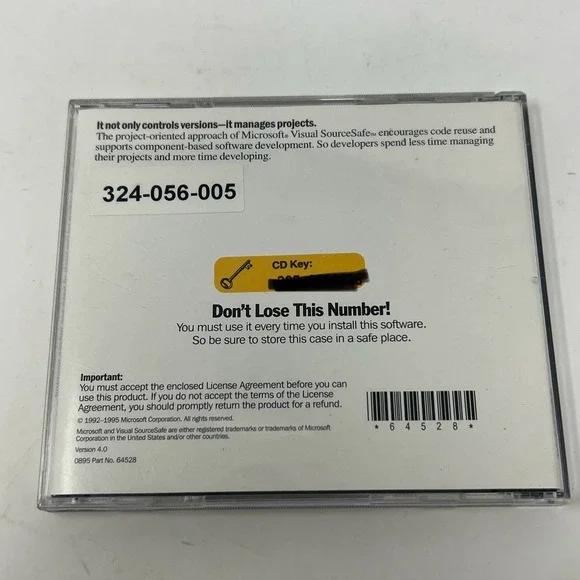 It not only controls versions—it manages projects.
The project-oriented approach of Microsoft® Visual SourceSafe™ encourages code reuse and
supports component-based software development. So developers spend less time managing
their projects and more time developing.
324-056-005
CD Key:
Don't Lose This Number!
You must use it every time you install this software.
So be sure to store this case in a safe place.
Important:
You must accept the enclosed License Agreement before you can
use this product. If you do not accept the terms of the License
Agreement, you should promptly return the product for a refund.
© 1992–1995 Microsoft Corporation. All rights reserved.
Microsoft and Visual SourceSafe are either registered trademarks or trademarks of Microsoft
Corporation in the United States and/or other countries.
Version 4.0
0895 Part No. 64528
*64528*